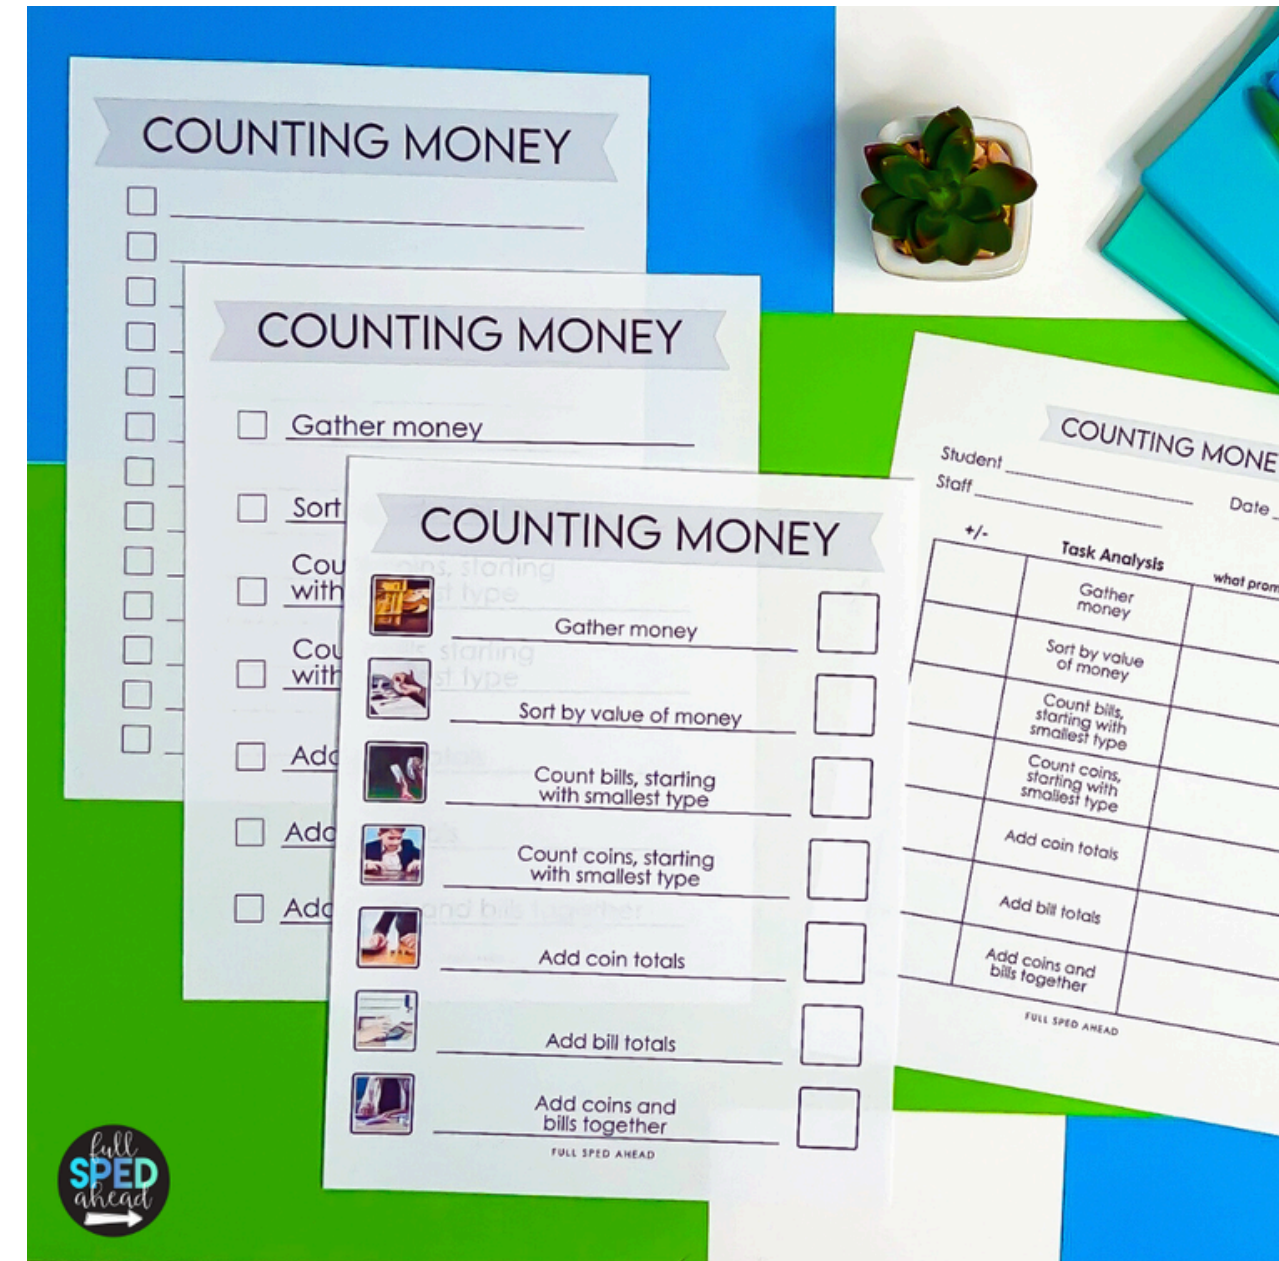 COUNTING MONEY
COUNTING MONEY
Gather money
Sort
Cou
with
Cou
with
Add
Add
Add
COUNTING MONEY
Gather money
Sort by value of money
Count bills, starting
with smallest type
Count coins, starting
with smallest type
Add coin totals
Add bill totals
Add coins and
bills together
FULL SPED AHEAD
COUNTING MONE
Student
Date
Staff
+/-
Task Analysis
what prom
Gather
money
Sort by value
of money
Count bills,
starting with
smallest type
Count coins,
starting with
smallest type
Add coin totals
Add bill totals
Add coins and
bills together
FULL SPED AHEAD
full
SPED
ahead